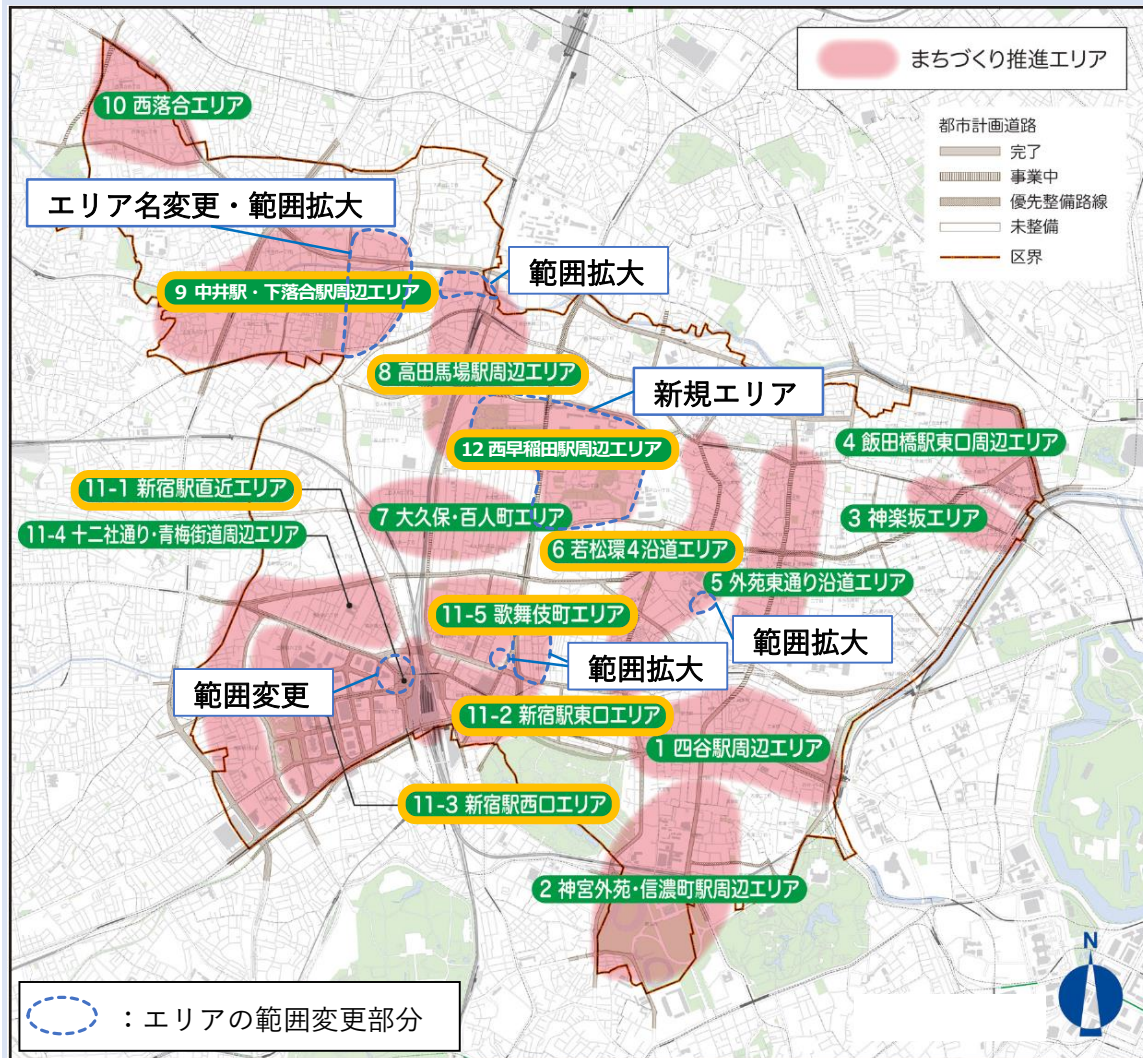 まちづくり推進エリア
都市計画道路
完了
事業中
優先整備路線
未整備
区界
10 西落合エリア
エリア名変更・範囲拡大
範囲拡大
9 中井駅・下落合駅周辺エリア
8 高田馬場駅周辺エリア
新規エリア
12 西早稲田駅周辺エリア
4 飯田橋駅東口周辺エリア
11-1 新宿駅直近エリア
7 大久保・百人町エリア
3 神楽坂エリア
11-4 十二社通り・青梅街道周辺エリア
6 若松環4沿道エリア
5 外苑東通り沿道エリア
11-5 歌舞伎町エリア
範囲拡大
範囲拡大
範囲変更
11-2 新宿駅東口エリア
1 四谷駅周辺エリア
11-3 新宿駅西口エリア
2 神宮外苑・信濃町駅周辺エリア
N
：エリアの範囲変更部分